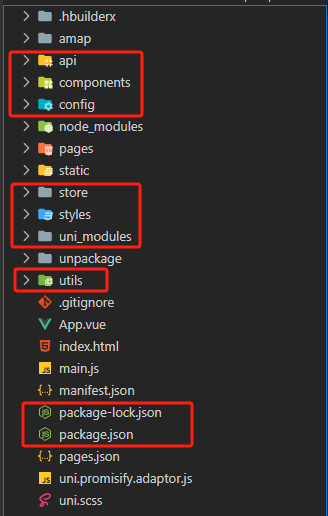 .hbuilderx
amap
api
components
config
node_modules
pages
static
store
styles
uni_modules
unpackage
utils
.gitignore
App.vue
index.html
main.js
manifest.json
package-lock.json
package.json
pages.json
uni.promisify.adaptor.js
uni.scss